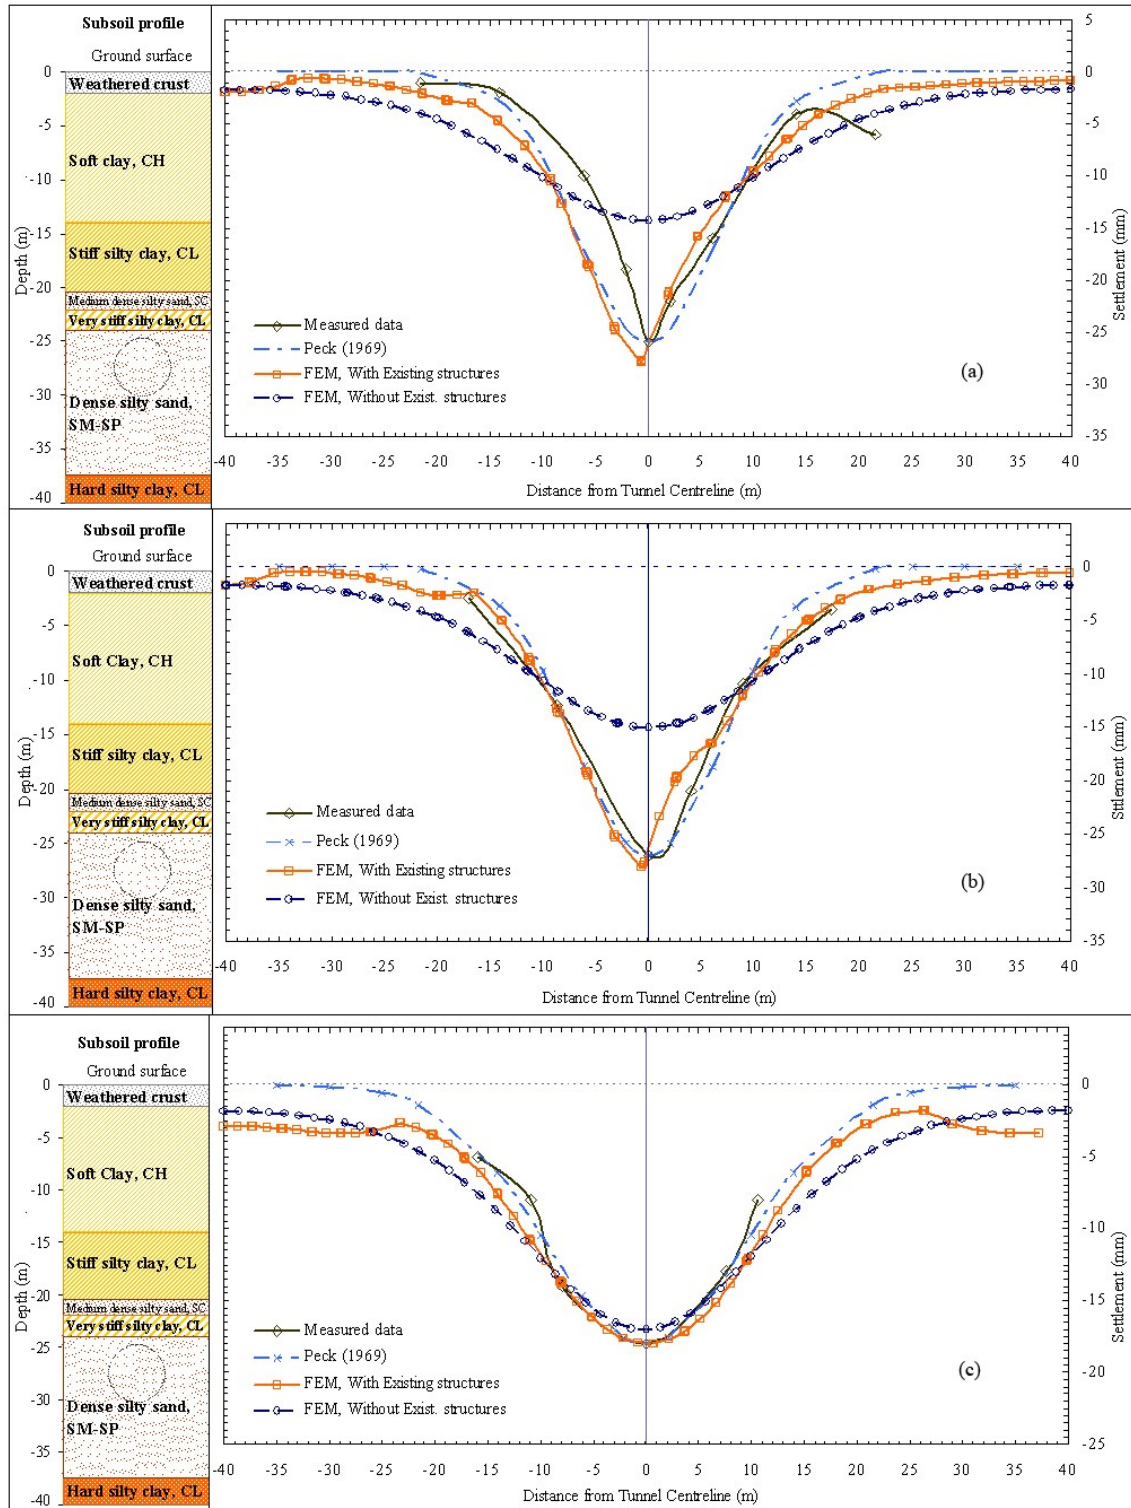 Subsoil profile
Ground surface
Weathered crust
Soft clay, CH
Stiff silty clay, CL
Medium dense silty sand, SC
Very stiff silty clay, CL
Dense silty sand,
SM-SP
Hard silty clay, CL
Depth (m)
0
-5
-10
-15
-20
-25
-30
-35
-40
Measured data
Peck (1969)
FEM, With Existing structures
FEM, Without Exist. structures
(a)
5
0
-5
-10
-15
-20
-25
-30
-35
Settlement (mm)
-40 -35 -30 -25 -20 -15 -10 -5 0 5 10 15 20 25 30 35 40
Distance from Tunnel Centreline (m)
Subsoil profile
Ground surface
Weathered crust
Soft Clay, CH
Stiff silty clay, CL
Medium dense silty sand, SC
Very stiff silty clay, CL
Dense silty sand,
SM-SP
Hard silty clay, CL
Depth (m)
0
-5
-10
-15
-20
-25
-30
-35
-40
Measured data
Peck (1969)
FEM, With Existing structures
FEM, Without Exist. structures
(b)
0
-5
-10
-15
-20
-25
-30
-35
Sttlement (mm)
-40 -35 -30 -25 -20 -15 -10 -5 0 5 10 15 20 25 30 35 40
Distance from Tunnel Centreline (m)
Subsoil profile
Ground surface
Weathered crust
Soft Clay, CH
Stiff silty clay, CL
Medium dense silty sand, SC
Very stiff silty clay, CL
Dense silty sand,
SM-SP
Hard silty clay, CL
Depth (m)
0
-5
-10
-15
-20
-25
-30
-35
-40
Measured data
Peck (1969)
FEM, With Existing structures
FEM, Without Exist. structures
(c)
0
-5
-10
-15
-20
-25
Settlement (mm)
-40 -35 -30 -25 -20 -15 -10 -5 0 5 10 15 20 25 30 35 40
Distance from Tunnel Centreline (m)